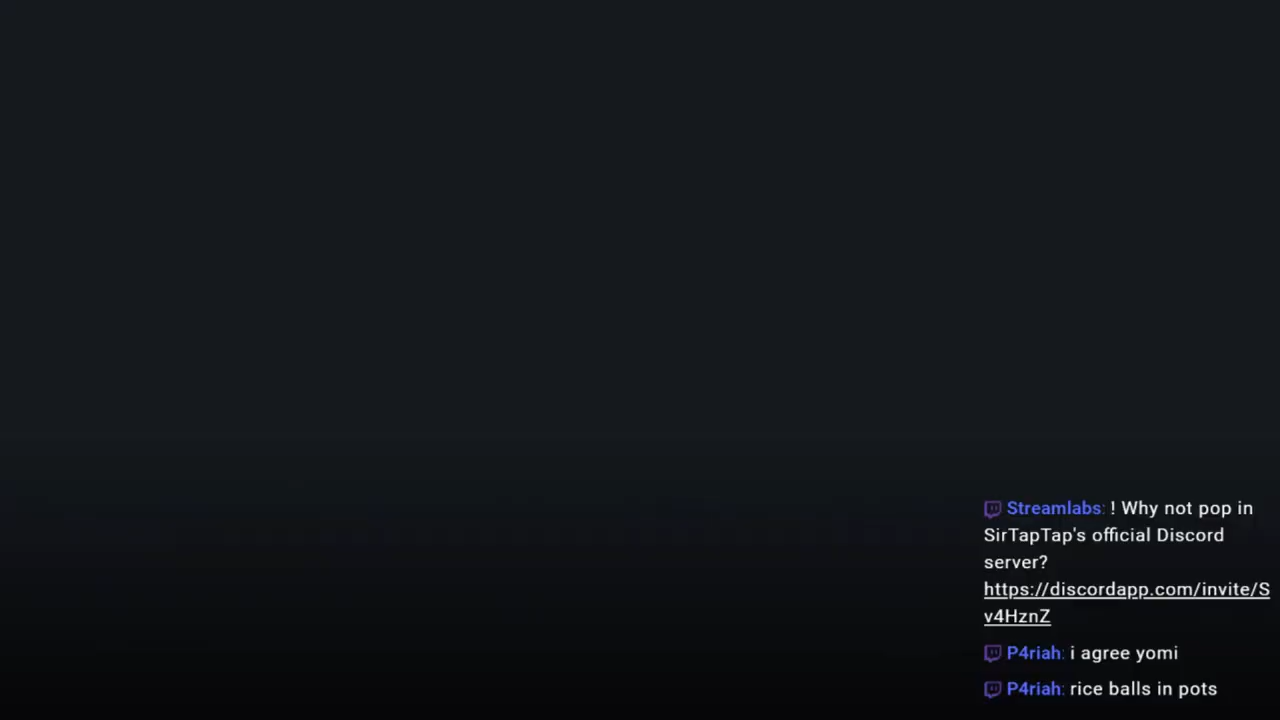 Streamlabs: ! Why not pop in
SirTapTap's official Discord
server?
https://discordapp.com/invite/S
v4HznZ
P4riah: i agree yomi
P4riah: rice balls in pots